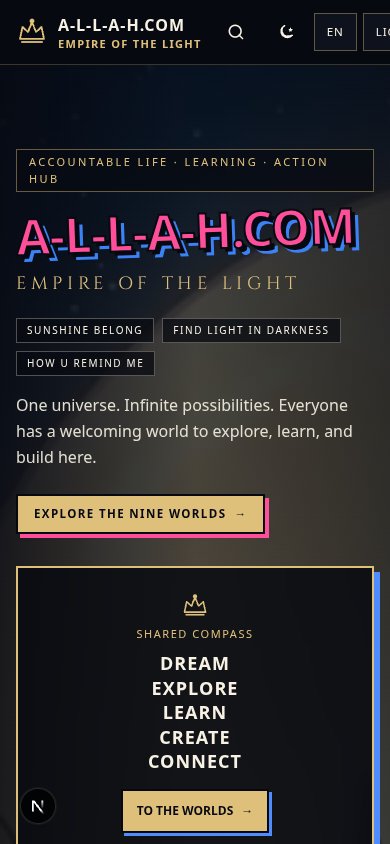 A-L-L-A-H.COM
EMPIRE OF THE LIGHT
EN
ACCOUNTABLE LIFE · LEARNING · ACTION
HUB
A-L-L-A-H.COM
EMPIRE OF THE LIGHT
SUNSHINE BELONG
FIND LIGHT IN DARKNESS
HOW U REMIND ME
One universe. Infinite possibilities. Everyone
has a welcoming world to explore, learn, and
build here.
EXPLORE THE NINE WORLDS →
SHARED COMPASS
DREAM
EXPLORE
LEARN
CREATE
CONNECT
TO THE WORLDS →
N